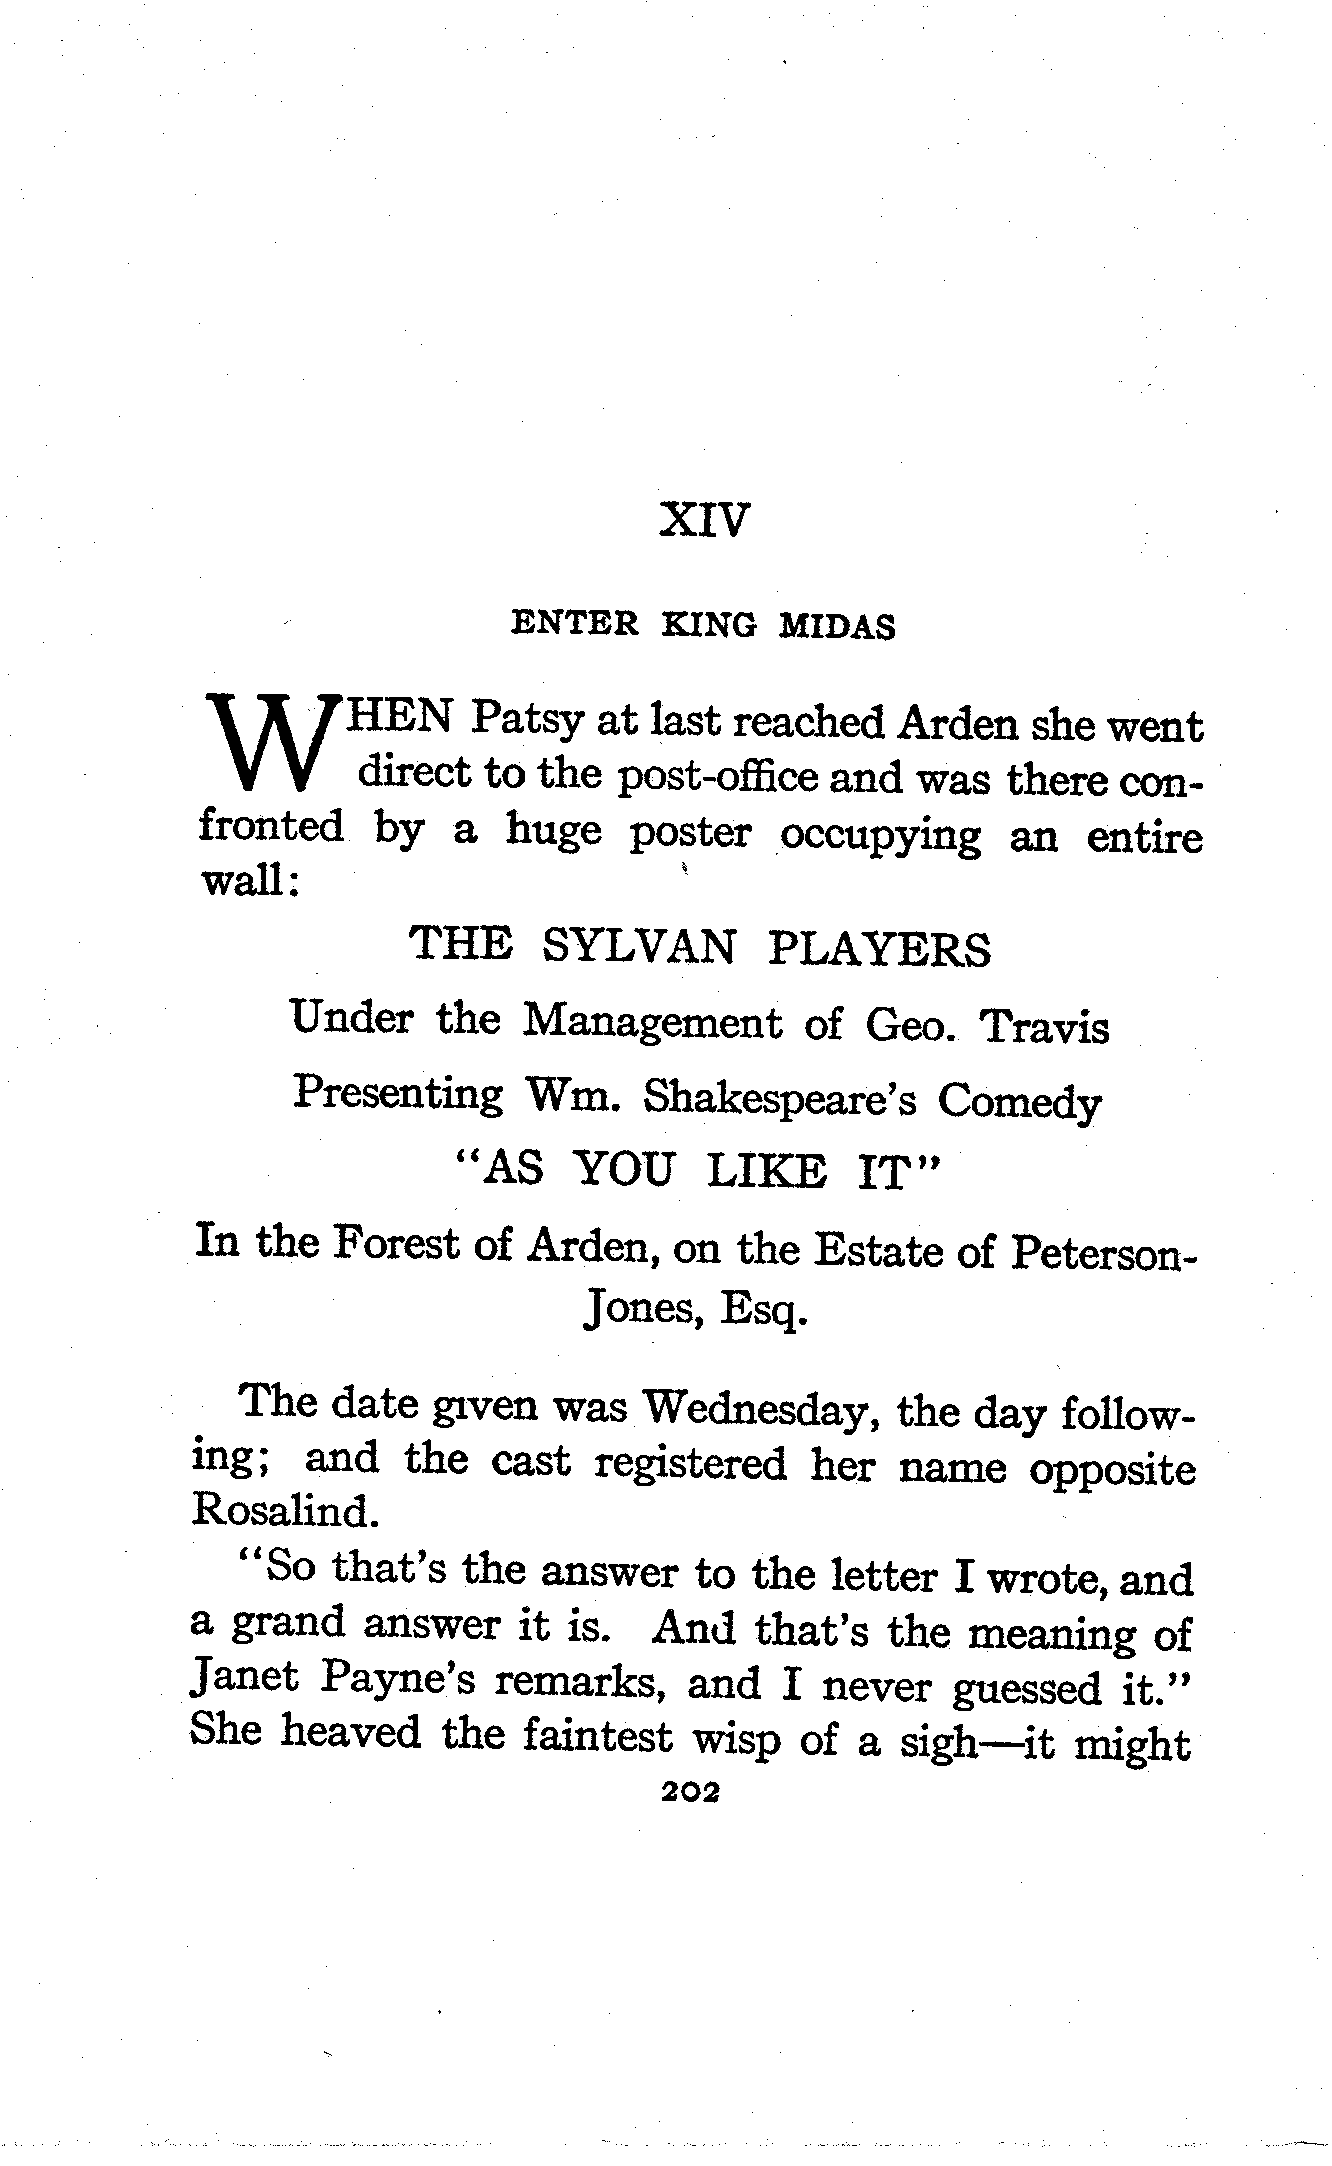 XIV
ENTER KING MIDAS
WHEN Patsy at last reached Arden she went
direct to the post-office and was there con-
fronted by a huge poster occupying an entire
wall:
THE SYLVAN PLAYERS
Under the Management of Geo. Travis
Presenting Wm. Shakespeare's Comedy
"AS YOU LIKE IT"
In the Forest of Arden, on the Estate of Peterson-
Jones, Esq.
The date given was Wednesday, the day follow-
ing; and the cast registered her name opposite
Rosalind.
"So that's the answer to the letter I wrote, and
a grand answer it is. And that's the meaning of
Janet Payne's remarks, and I never guessed it."
She heaved the faintest wisp of a sigh—it might
202